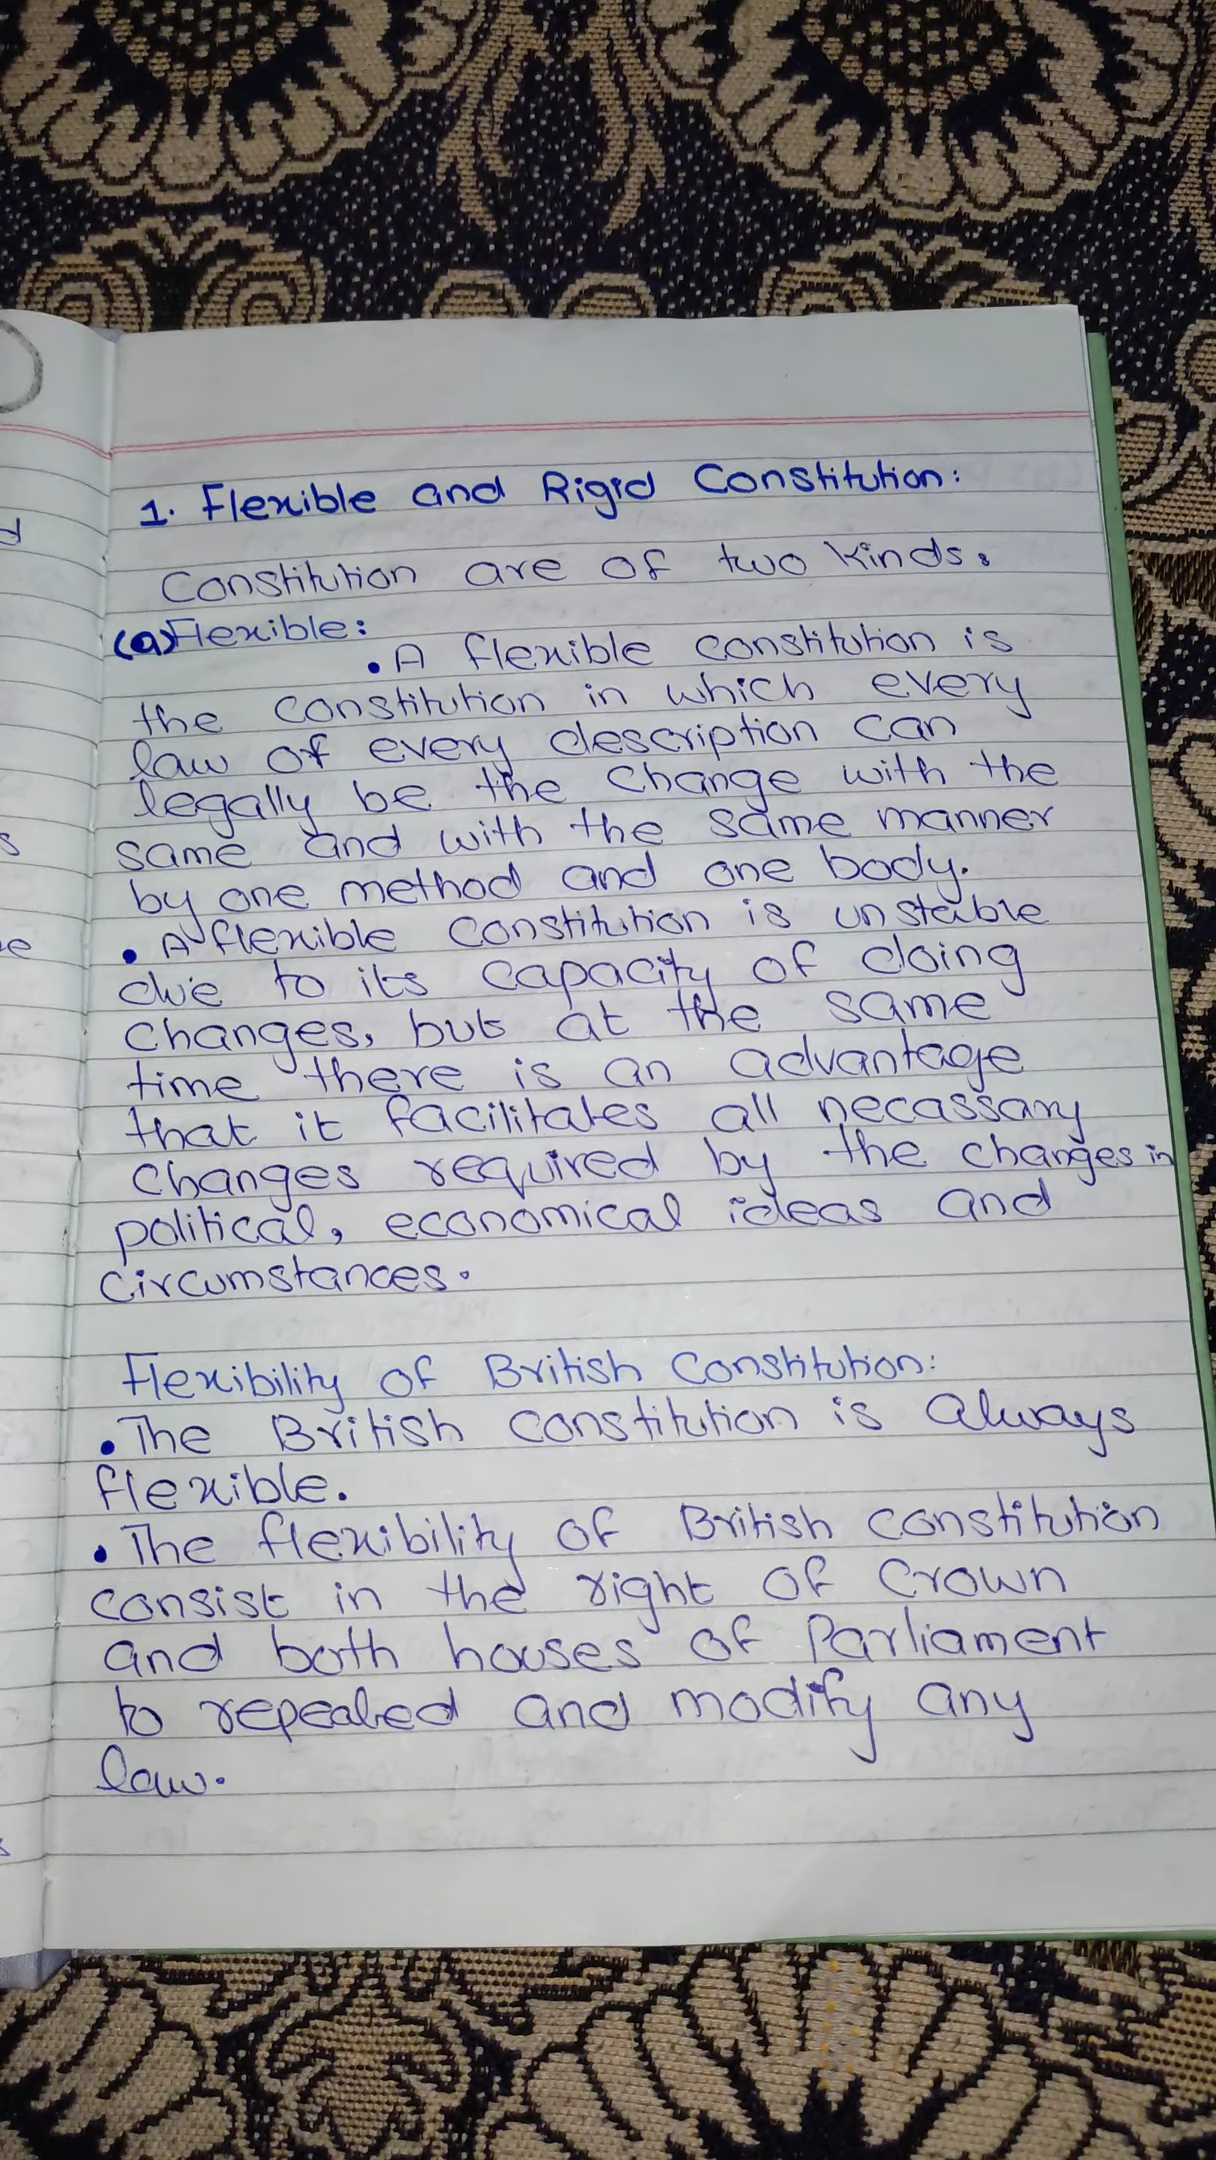 1. Flexible and Rigid Constitution:
Constitution are of two kinds:
(a) Flexible:
• A flexible constitution is
the constitution in which every
law of every description can
legally be the change with the
same and with the same manner
by one method and one body.
• A flexible constitution is unstable
due to its capacity of doing
changes, but at the same
time there is an advantage
that it facilitates all necassary
changes required by the changes in
political, economical ideas and
circumstances.
Flexibility of British Constitution:
• The British constitution is always
flexible.
• The flexibility of British constitution
consist in the right of Crown
and both houses of Parliament
to repealed and modify any
law.